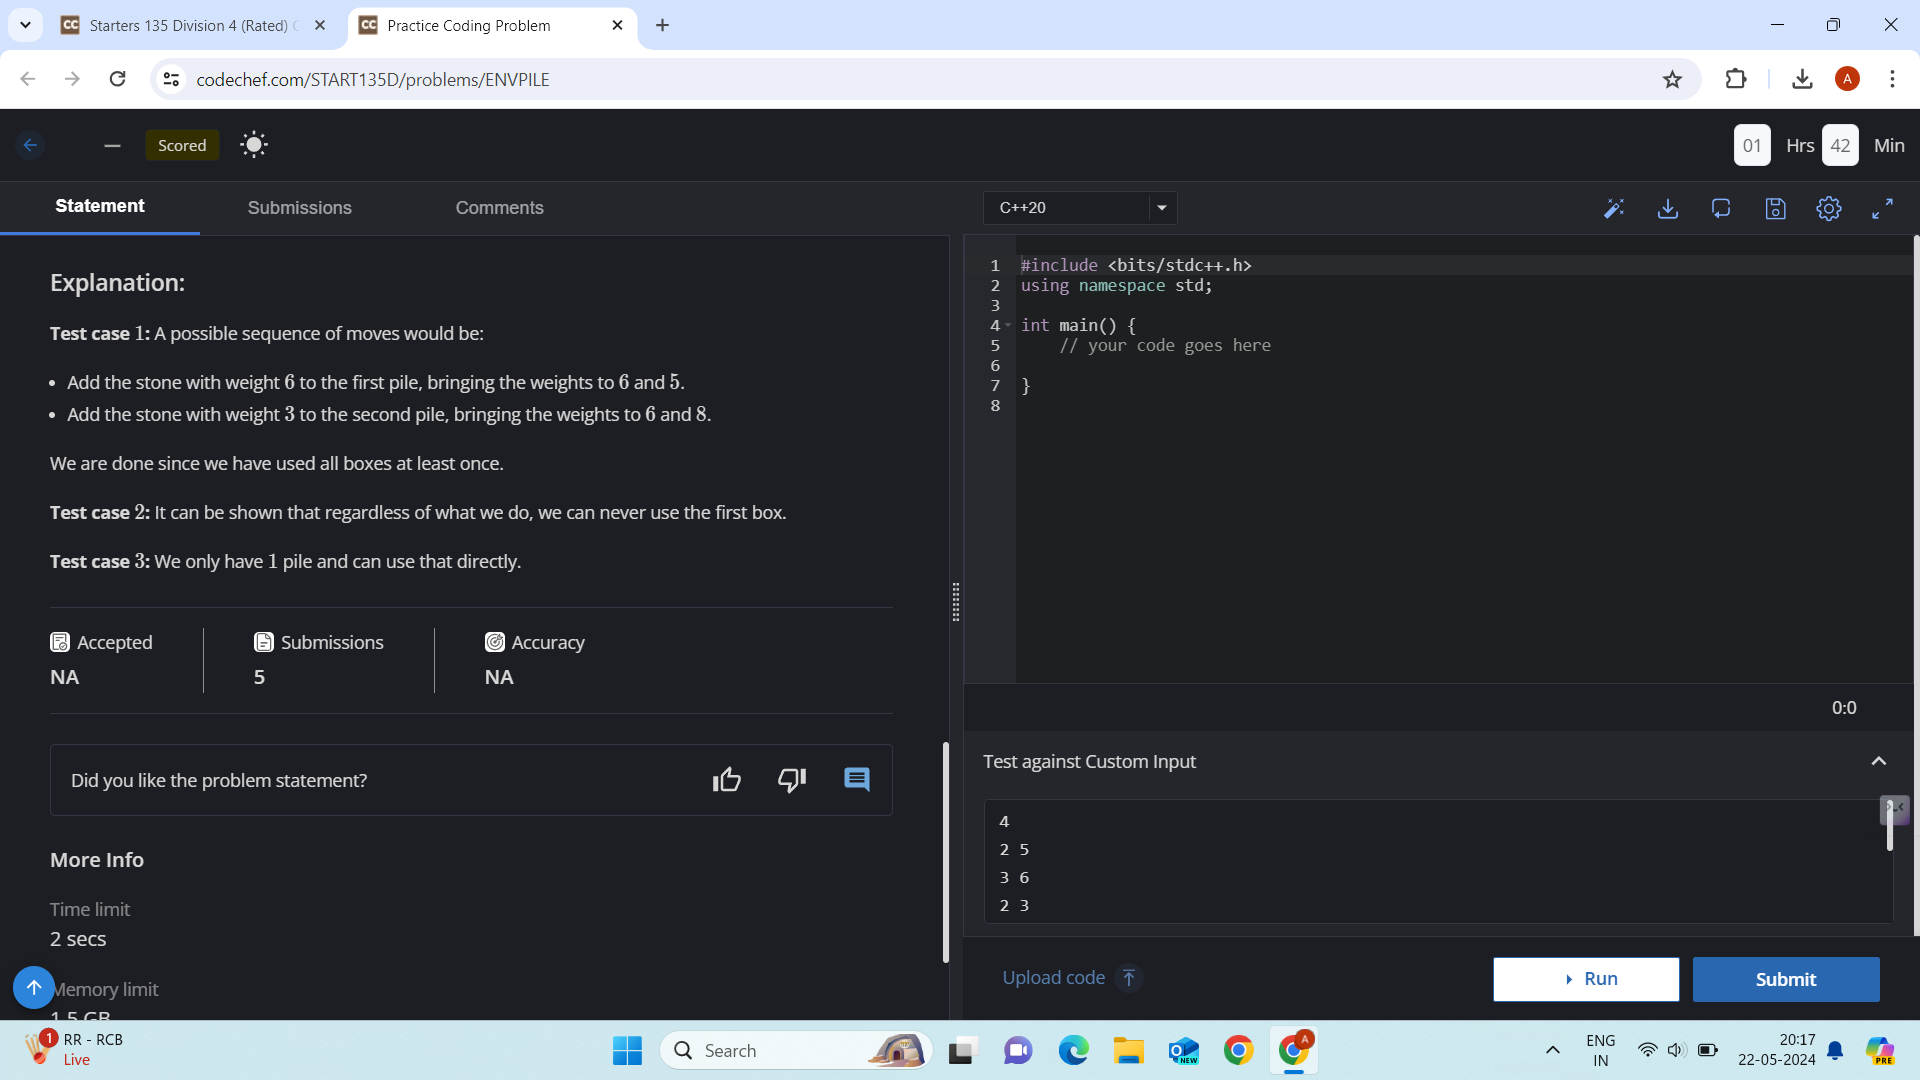 Starters 135 Division 4 (Rated)
Practice Coding Problem
codechef.com/START135D/problems/ENVPILE
A
Scored
01 Hrs 42 Min
Statement
Submissions
Comments
C++20
Explanation:
Test case 1: A possible sequence of moves would be:
• Add the stone with weight 6 to the first pile, bringing the weights to 6 and 5.
• Add the stone with weight 3 to the second pile, bringing the weights to 6 and 8.
We are done since we have used all boxes at least once.
Test case 2: It can be shown that regardless of what we do, we can never use the first box.
Test case 3: We only have 1 pile and can use that directly.
Accepted
NA
Submissions
5
Accuracy
NA
Did you like the problem statement?
More Info
Time limit
2 secs
Memory limit
1.5 GB
1 #include <bits/stdc++.h>
2 using namespace std;
3
4 int main() {
5     // your code goes here
6
7 }
8
0:0
Test against Custom Input
4
2 5
3 6
2 3
Upload code
Run
Submit
1
RR - RCB
Live
Search
NEW
A
ENG
IN
20:17
22-05-2024
PRE